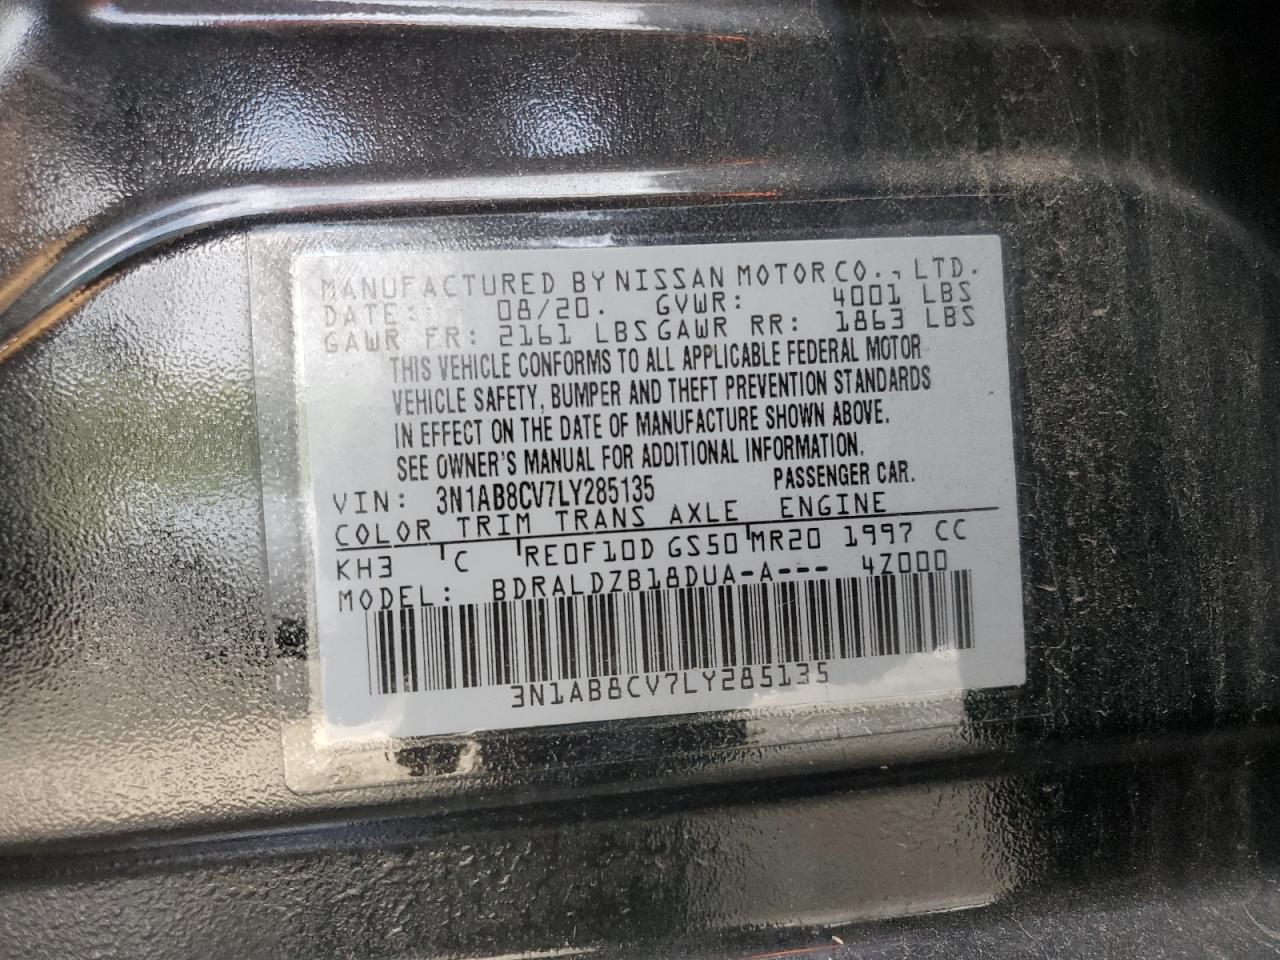 MANUFACTURED BY NISSAN MOTOR CO., LTD.
DATE: 08/20. GVWR: 4001 LBS
GAWR FR: 2161 LBS GAWR RR: 1863 LBS
THIS VEHICLE CONFORMS TO ALL APPLICABLE FEDERAL MOTOR
VEHICLE SAFETY, BUMPER AND THEFT PREVENTION STANDARDS
IN EFFECT ON THE DATE OF MANUFACTURE SHOWN ABOVE.
SEE OWNER'S MANUAL FOR ADDITIONAL INFORMATION.
VIN: 3N1AB8CV7LY285135 PASSENGER CAR.
COLOR TRIM TRANS AXLE ENGINE
KH3 C RE0F10D GS50 MR20 1997 CC
MODEL: BDRALDZB18DUA-A--- 4Z000
3N1AB8CV7LY285135